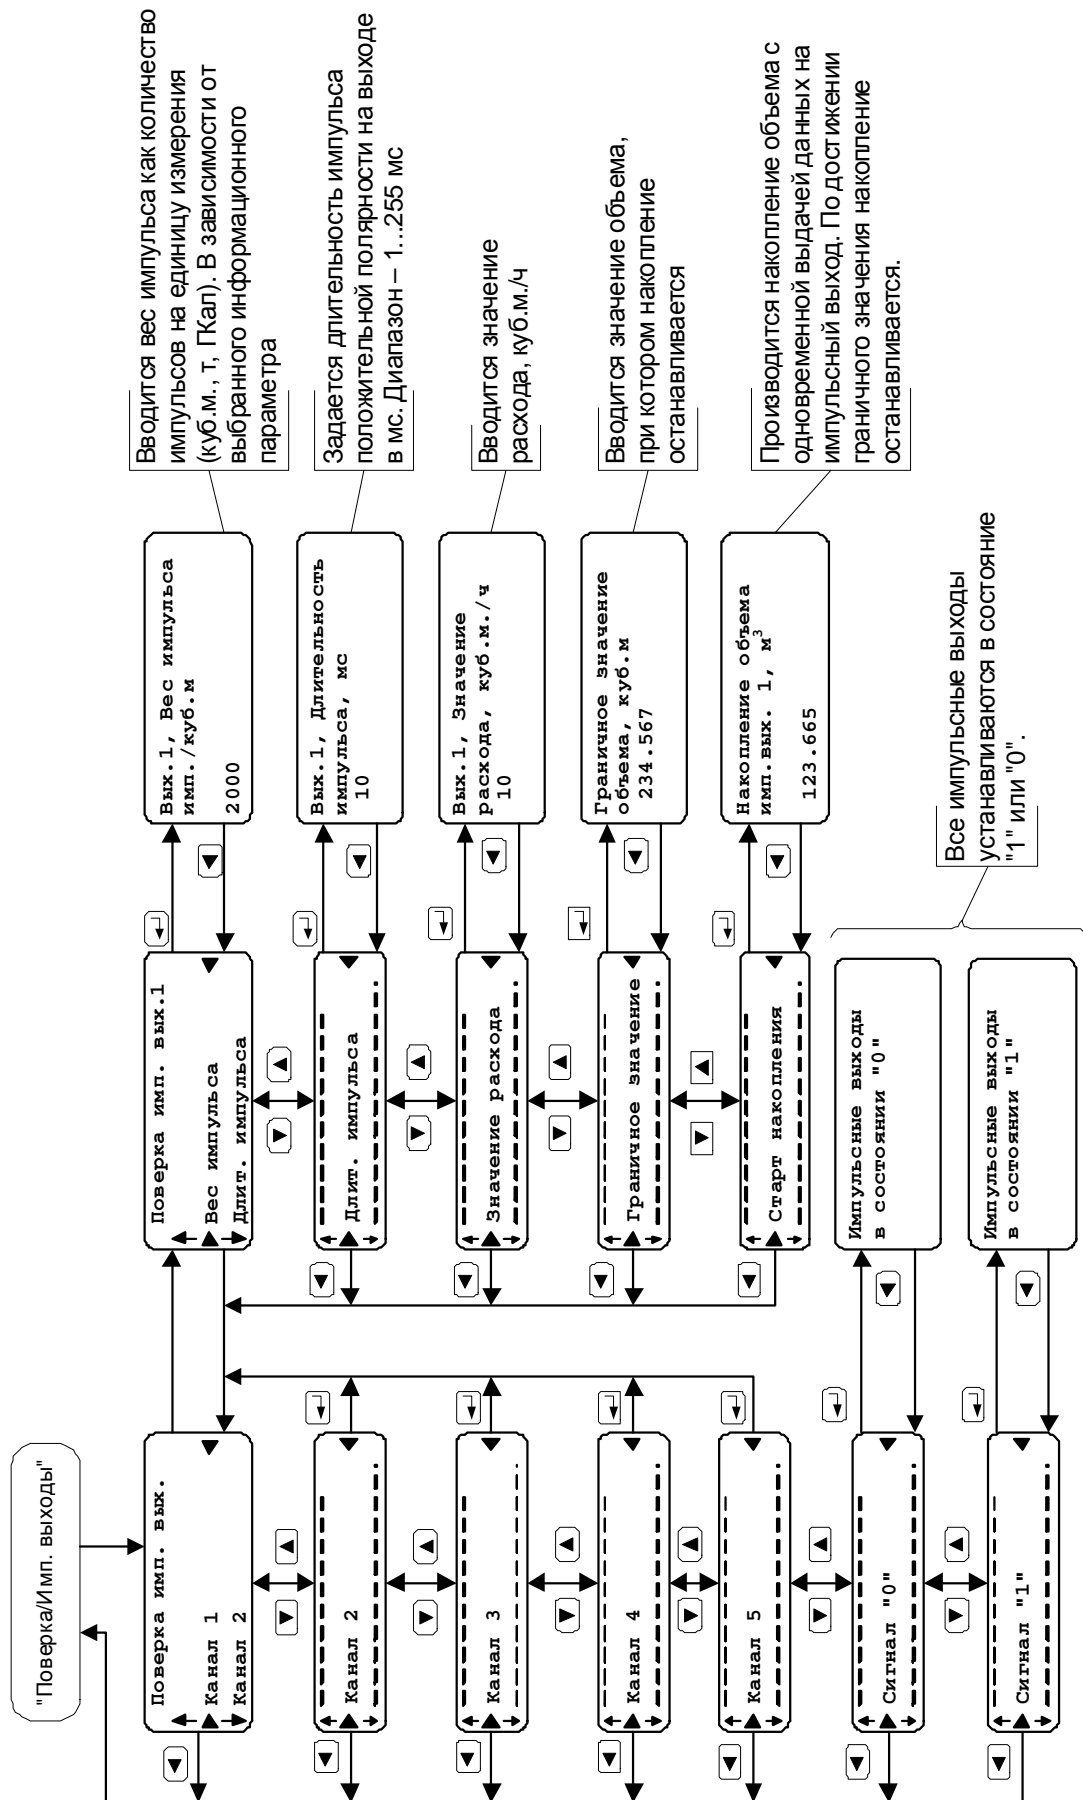 "Поверка/Имп. выходы"
Поверка имп. вых.
Канал 1
Канал 2
Канал 2
Канал 3
Канал 4
Канал 5
Сигнал "0"
Сигнал "1"
Поверка имп. вых.1
Вес импульса
Длит. импульса
Длит. импульса
Значение расхода
Граничное значение
Старт накопления
Импульсные выходы
в состоянии "0"
Импульсные выходы
в состоянии "1"
Вых.1, Вес импульса
имп./куб.м
2000
Вых.1, Длительность
импульса, мс
10
Вых.1, Значение
расхода, куб.м./ч
10
Граничное значение
объема, куб.м
234.567
Накопление объема
имп.вых. 1, м³
123.665
Вводится вес импульса как количество
импульсов на единицу измерения
(куб.м., т, ГКал). В зависимости от
выбранного информационного
параметра
Задается длительность импульса
положительной полярности на выходе
в мс. Диапазон – 1...255 мс
Вводится значение
расхода, куб.м./ч
Вводится значение объема,
при котором накопление
останавливается
Производится накопление объема с
одновременной выдачей данных на
импульсный выход. По достижении
граничного значения накопление
останавливается.
Все импульсные выходы
устанавливаются в состояние
"1" или "0".